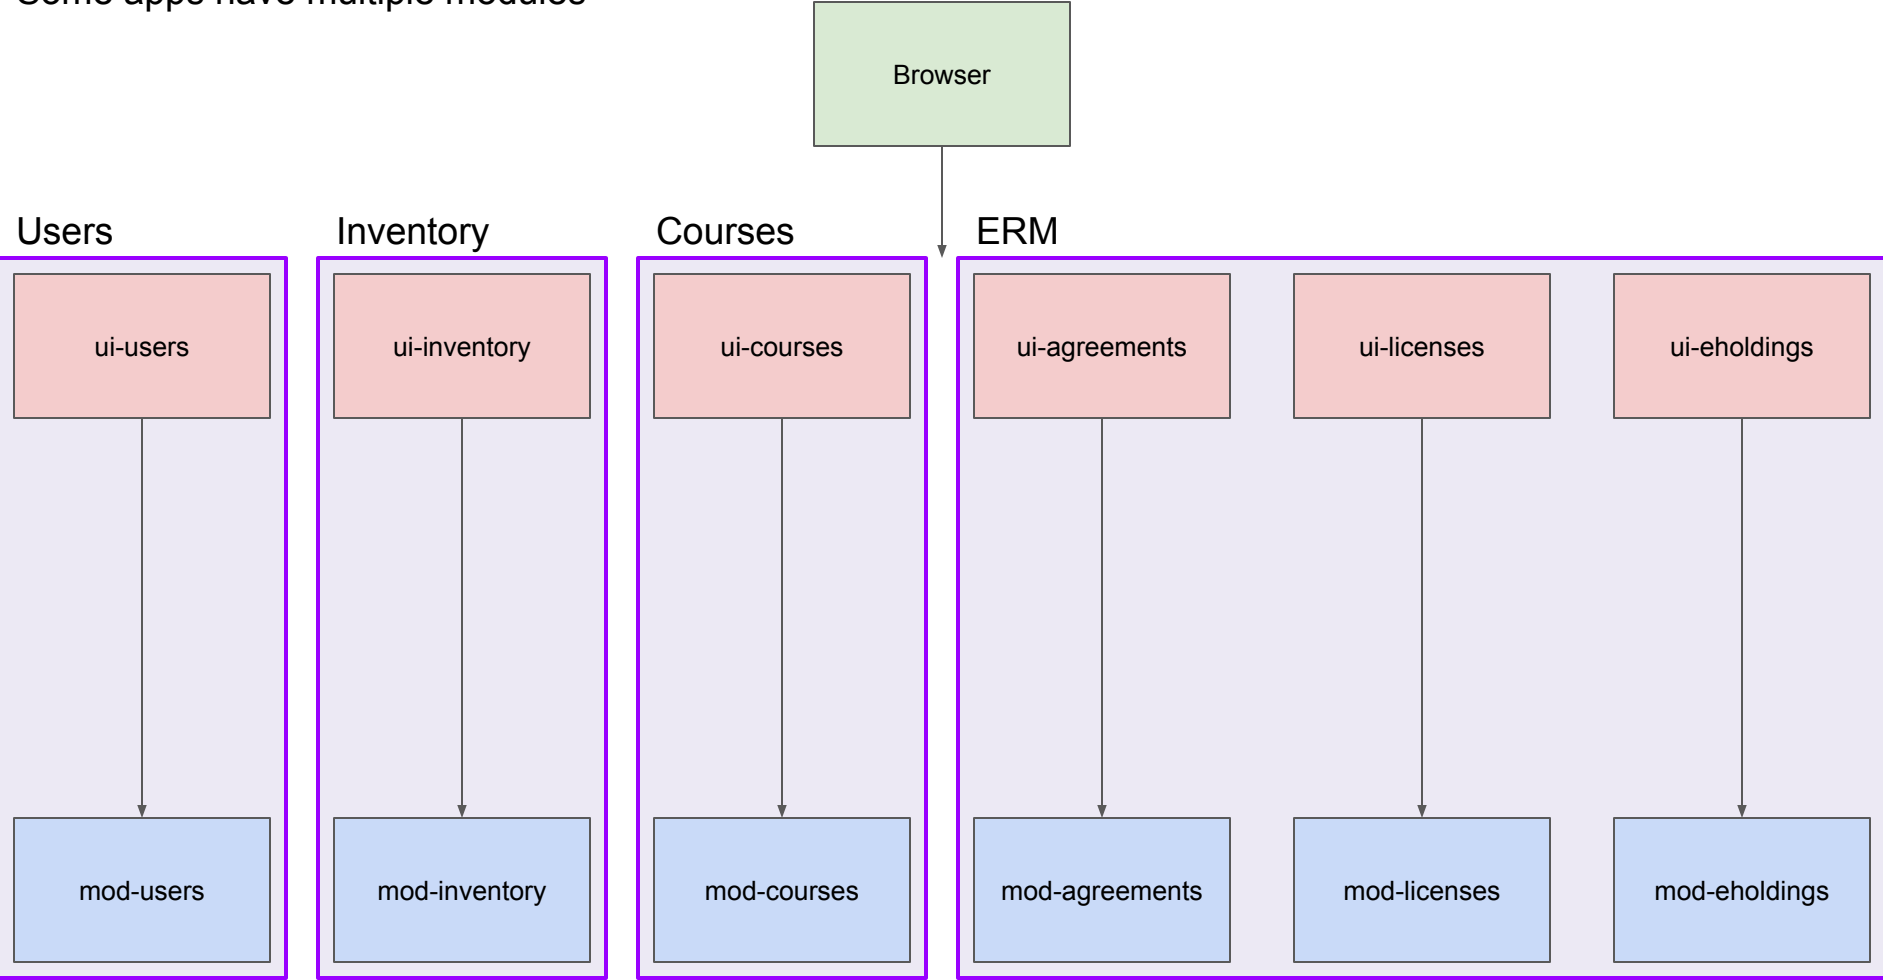 Some apps have multiple modules
Browser
Users
Inventory
Courses
ERM
ui-users
ui-inventory
ui-courses
ui-agreements
ui-licenses
ui-eholdings
mod-users
mod-inventory
mod-courses
mod-agreements
mod-licenses
mod-eholdings